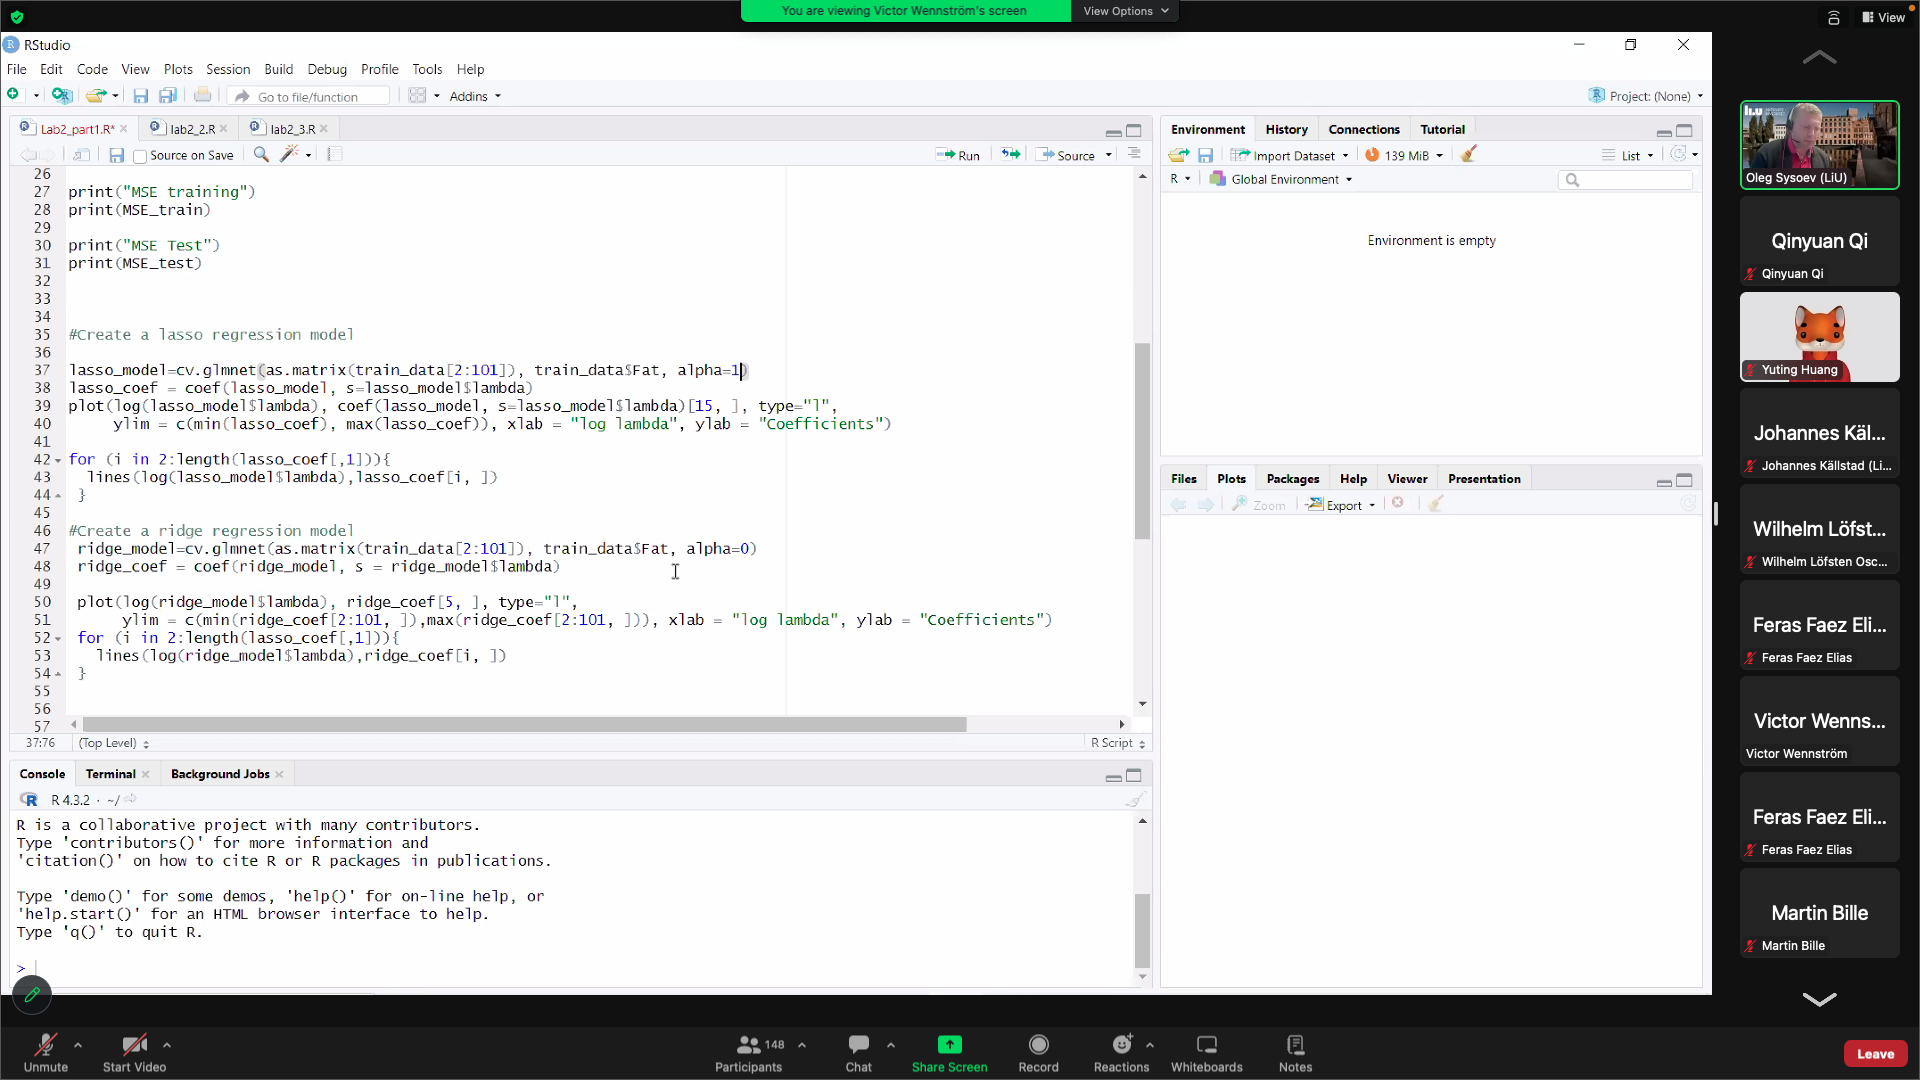 You are viewing Victor Wennström's screen
View Options
View
RStudio
File Edit Code View Plots Session Build Debug Profile Tools Help
Go to file/function
Addins
Project: (None)
Lab2_part1.R*
lab2_2.R
lab2_3.R
Source on Save
Run
Source
26
27 print("MSE training")
28 print(MSE_train)
29
30 print("MSE Test")
31 print(MSE_test)
32
33
34
35 #Create a lasso regression model
36
37 lasso_model=cv.glmnet(as.matrix(train_data[2:101]), train_data$Fat, alpha=1)
38 lasso_coef = coef(lasso_model, s=lasso_model$lambda)
39 plot(log(lasso_model$lambda), coef(lasso_model, s=lasso_model$lambda)[15, ], type="l",
40 ylim = c(min(lasso_coef), max(lasso_coef)), xlab = "log lambda", ylab = "Coefficients")
41
42 for (i in 2:length(lasso_coef[,1])){
43 lines(log(lasso_model$lambda),lasso_coef[i, ])
44 }
45
46 #Create a ridge regression model
47 ridge_model=cv.glmnet(as.matrix(train_data[2:101]), train_data$Fat, alpha=0)
48 ridge_coef = coef(ridge_model, s = ridge_model$lambda)
49
50 plot(log(ridge_model$lambda), ridge_coef[5, ], type="l",
51 ylim = c(min(ridge_coef[2:101, ]),max(ridge_coef[2:101, ])), xlab = "log lambda", ylab = "Coefficients")
52 for (i in 2:length(lasso_coef[,1])){
53 lines(log(ridge_model$lambda),ridge_coef[i, ])
54 }
55
56
57
37:76
(Top Level)
R Script
Console Terminal Background Jobs
R 4.3.2 · ~/
R is a collaborative project with many contributors.
Type 'contributors()' for more information and
'citation()' on how to cite R or R packages in publications.
Type 'demo()' for some demos, 'help()' for on-line help, or
'help.start()' for an HTML browser interface to help.
Type 'q()' to quit R.
>
Environment History Connections Tutorial
Import Dataset
139 MiB
List
R
Global Environment
Environment is empty
Files Plots Packages Help Viewer Presentation
Zoom
Export
Oleg Sysoev (LiU)
Qinyuan Qi
Qinyuan Qi
Yuting Huang
Johannes Käl...
Johannes Källstad (Li...
Wilhelm Löfst...
Wilhelm Löfsten Osc...
Feras Faez Eli...
Feras Faez Elias
Victor Wenns...
Victor Wennström
Feras Faez Eli...
Feras Faez Elias
Martin Bille
Martin Bille
Unmute
Start Video
148
Participants
Chat
Share Screen
Record
Reactions
Whiteboards
Notes
Leave